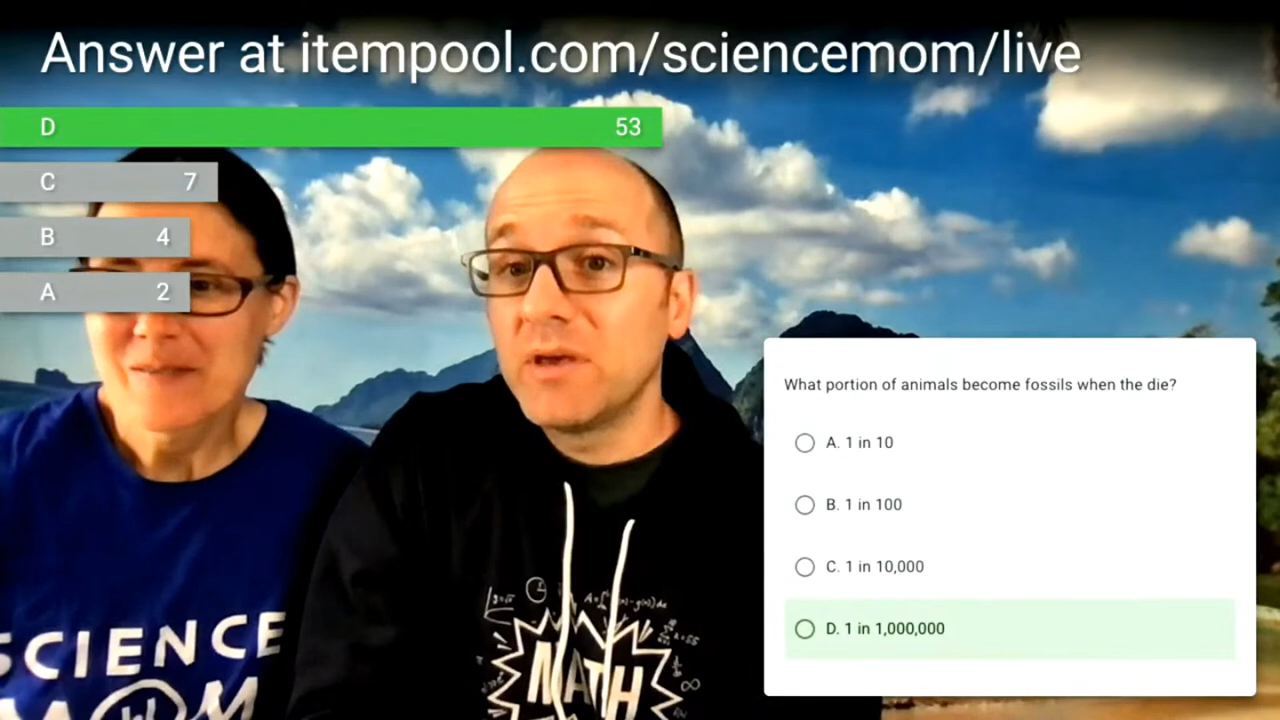 Answer at itempool.com/sciencemom/live
D 53
C 7
B 4
A 2
What portion of animals become fossils when the die?
A. 1 in 10
B. 1 in 100
C. 1 in 10,000
D. 1 in 1,000,000
SCIENCE
MOM
MATH